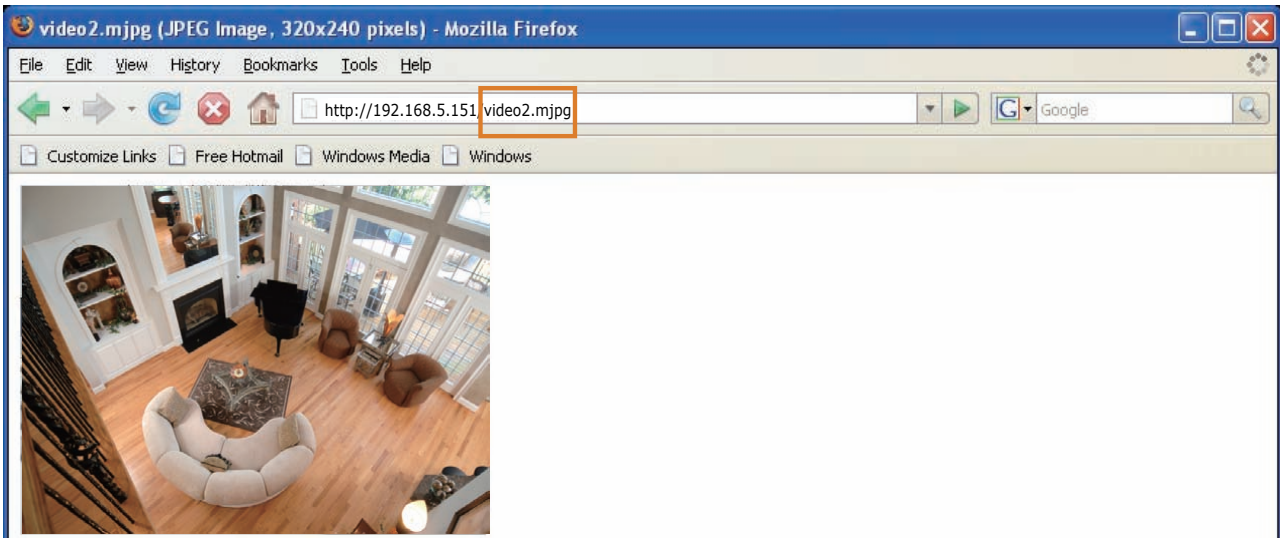 video2.mjpg (JPEG Image, 320x240 pixels) - Mozilla Firefox
File Edit View History Bookmarks Tools Help
http://192.168.5.151/video2.mjpg G Google
Customize Links Free Hotmail Windows Media Windows